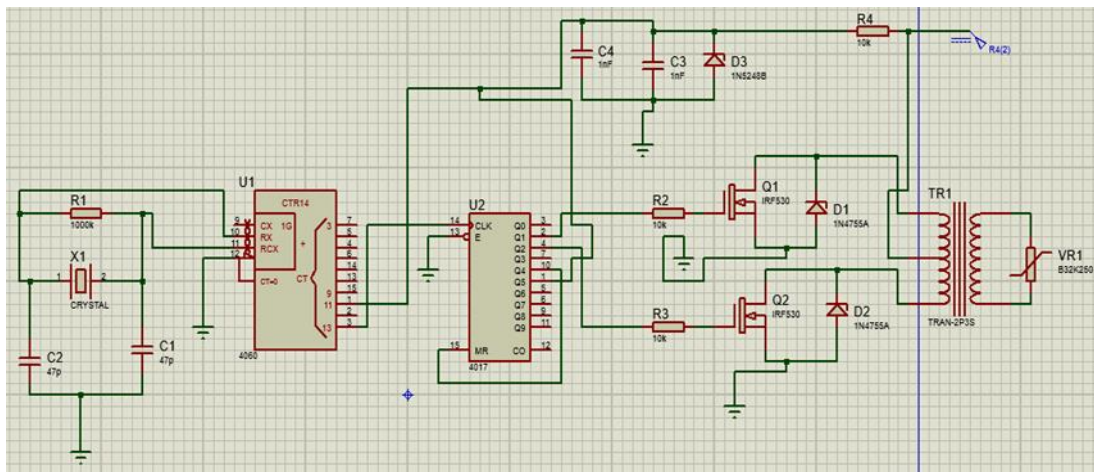 C4
1nF
C3
1nF
D3
1N5248B
R4
10k
R4(2)
U1
CTR14
R1
1000k
9
10
11
12
CX
RX
RCX
1G
+
CT
CT=0
3
9
11
13
7
5
4
6
14
13
15
1
2
3
4060
X1
1
2
CRYSTAL
C2
47p
C1
47p
U2
14
13
15
CLK
E
MR
Q0
Q1
Q2
Q3
Q4
Q5
Q6
Q7
Q8
Q9
CO
3
2
4
7
10
1
5
6
9
11
12
4017
R2
10k
R3
10k
Q1
IRF530
D1
1N4755A
Q2
IRF530
D2
1N4755A
TR1
TRAN-2P3S
VR1
B32K250